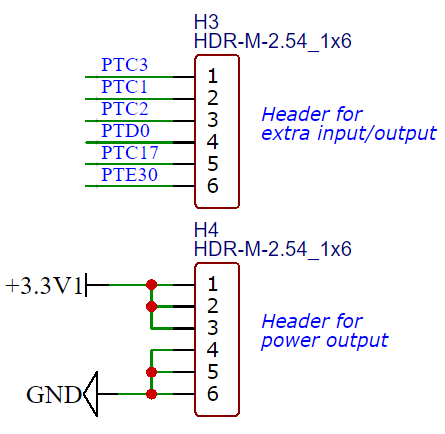 H3
HDR-M-2.54_1x6
PTC3
1
PTC1
2
PTC2
3
PTD0
4
PTC17
5
PTE30
6
Header for
extra input/output
H4
HDR-M-2.54_1x6
+3.3V1
1
2
3
4
5
GND
6
Header for
power output